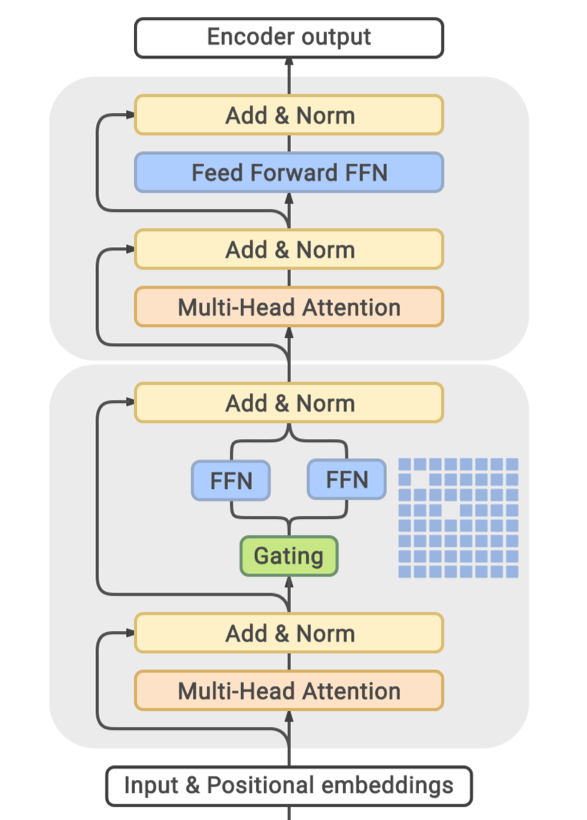 Encoder output
Add & Norm
Feed Forward FFN
Add & Norm
Multi-Head Attention
Add & Norm
FFN
FFN
Gating
Add & Norm
Multi-Head Attention
Input & Positional embeddings